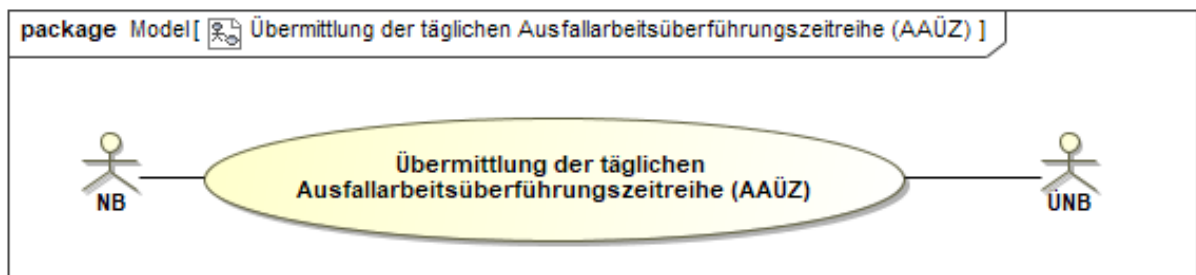 package Model[ Übermittlung der täglichen Ausfallarbeitsüberführungszeitreihe (AAÜZ) ]
Übermittlung der täglichen
Ausfallarbeitsüberführungszeitreihe (AAÜZ)
NB
ÜNB